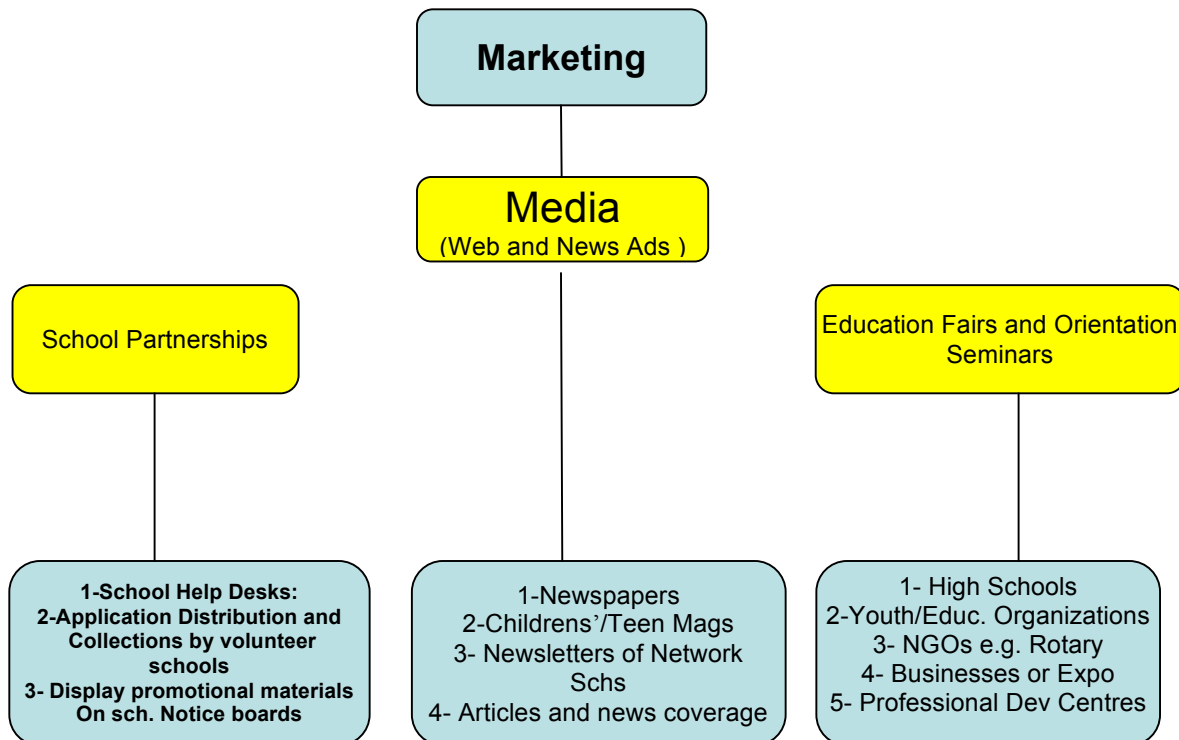 Marketing
Media
(Web and News Ads )
School Partnerships
Education Fairs and Orientation
Seminars
1-School Help Desks:
2-Application Distribution and
Collections by volunteer
schools
3- Display promotional materials
On sch. Notice boards
1-Newspapers
2-Childrens’/Teen Mags
3- Newsletters of Network
Schs
4- Articles and news coverage
1- High Schools
2-Youth/Educ. Organizations
3- NGOs e.g. Rotary
4- Businesses or Expo
5- Professional Dev Centres